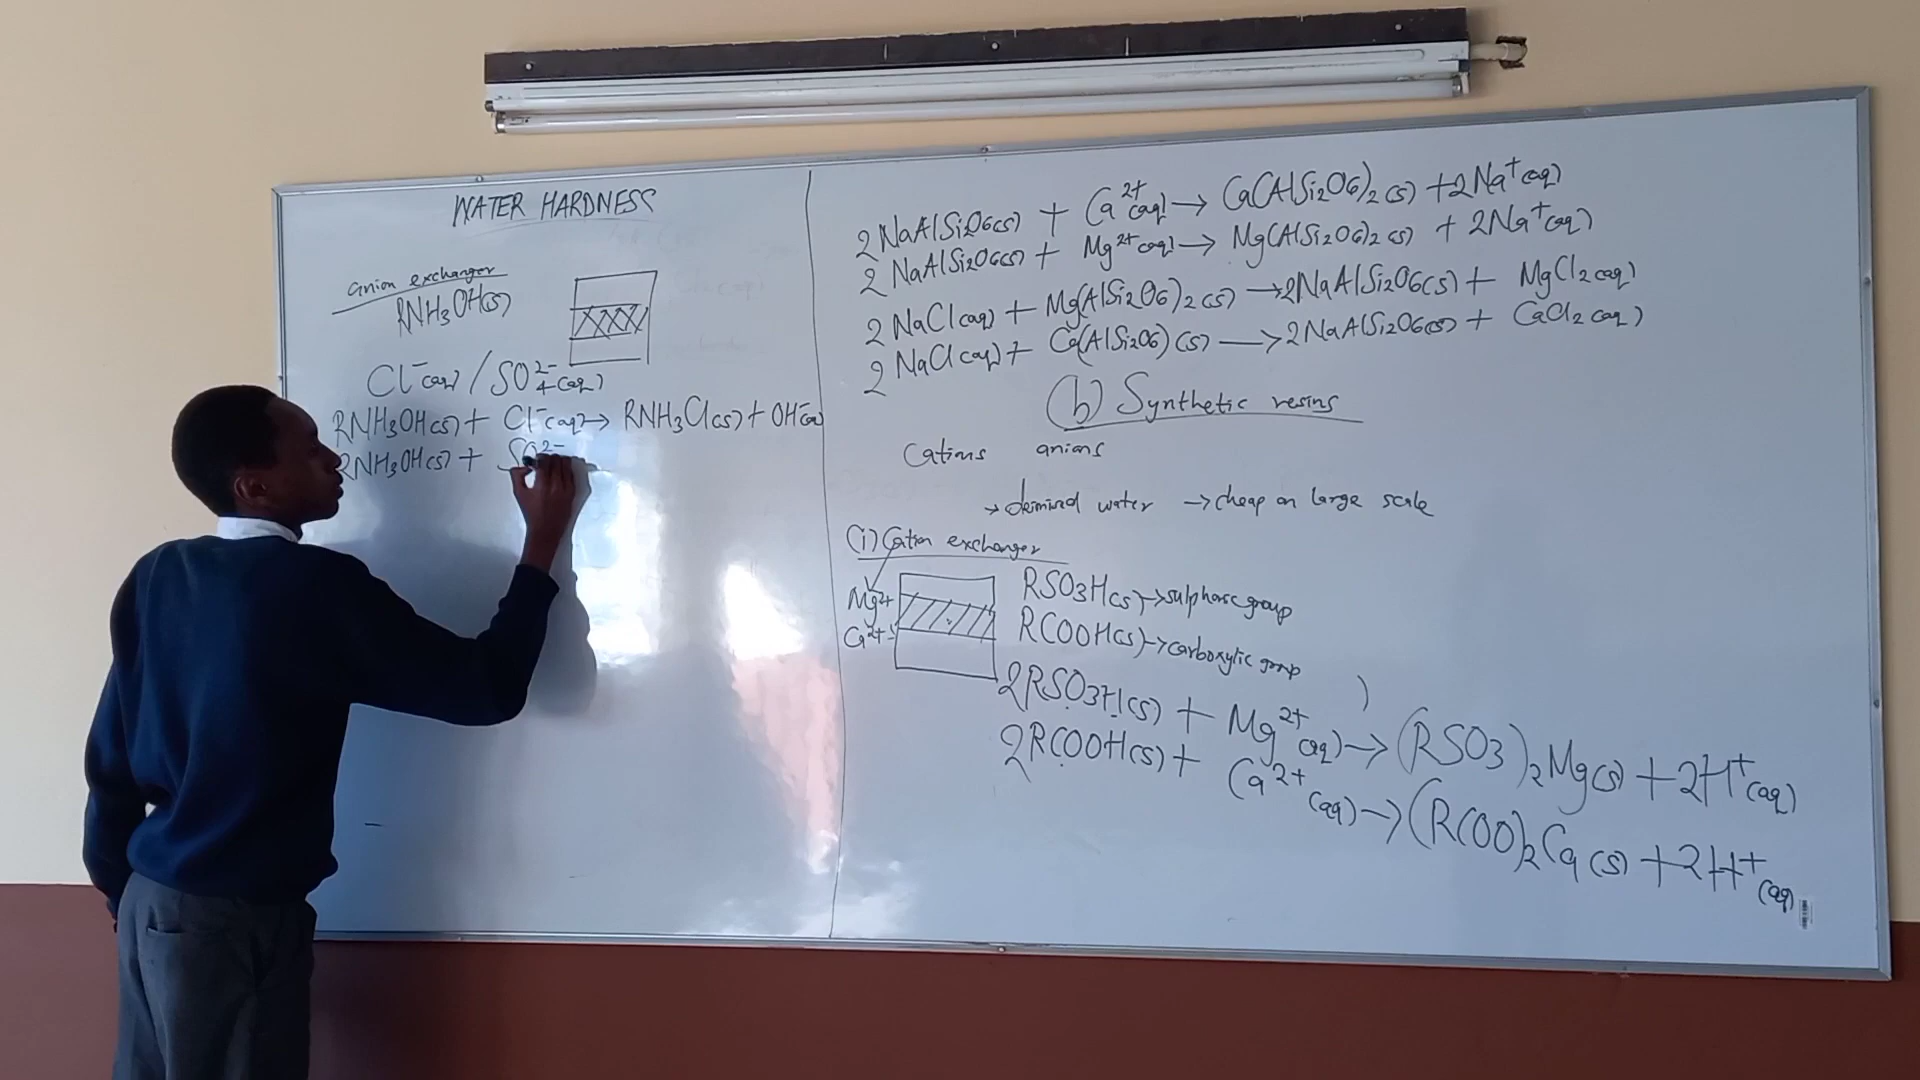 WATER HARDNESS
anion exchanger
RNH3OH(s)
Cl⁻(aq) / SO4²⁻(aq)
RNH3OH(s) + Cl⁻(aq) → RNH3Cl(s) + OH⁻(aq)
RNH3OH(s) + SO²⁻
2NaAlSi2O6(s) + Ca²⁺(aq) → Ca(AlSi2O6)2(s) + 2Na⁺(aq)
2NaAlSi2O6(s) + Mg²⁺(aq) → Mg(AlSi2O6)2(s) + 2Na⁺(aq)
2NaCl(aq) + Mg(AlSi2O6)2(s) → 2NaAlSi2O6(s) + MgCl2(aq)
2NaCl(aq) + Ca(AlSi2O6)(s) → 2NaAlSi2O6(s) + CaCl2(aq)
(b) Synthetic resins
Cations anions
→ water → cheap on large scale
(i) Cation exchanger
Mg²⁺
Ca²⁺
RSO3H(s) → group
RCOOH(s) → carboxylic group
2RSO3H(s) + Mg²⁺(aq) → (RSO3)2Mg(s) + 2H⁺(aq)
2RCOOH(s) + Ca²⁺(aq) → (RCOO)2Ca(s) + 2H⁺(aq)